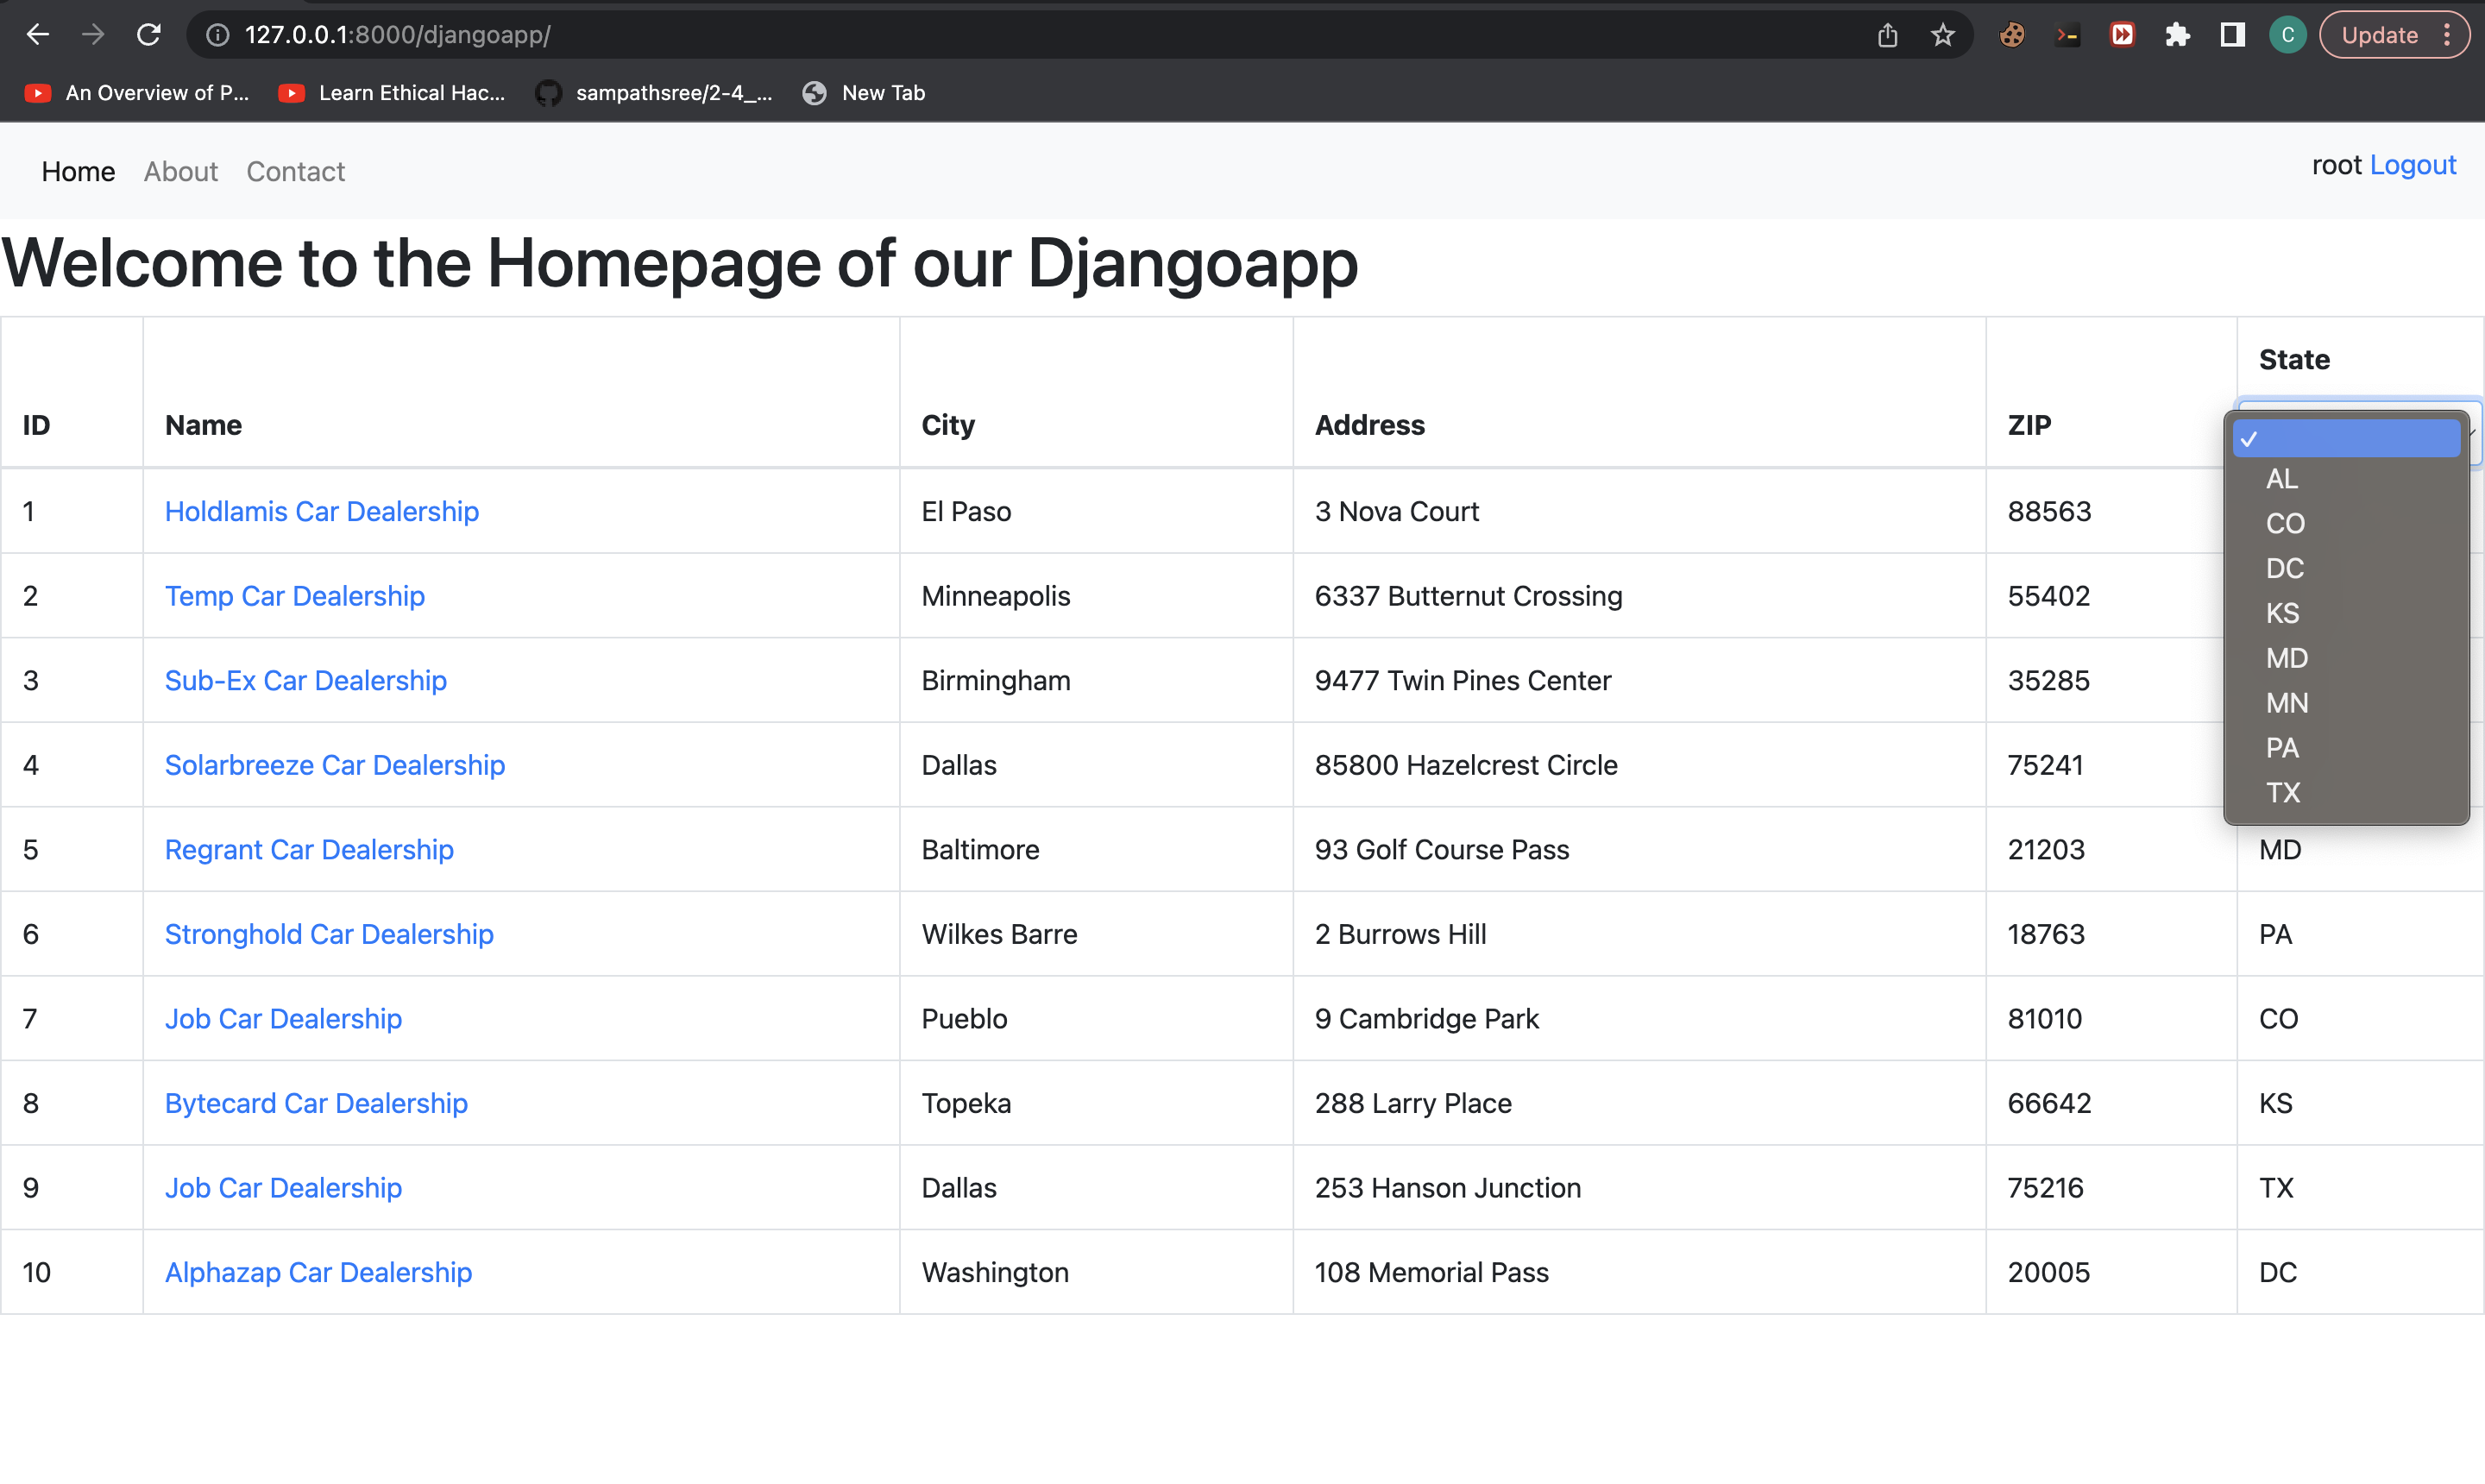 127.0.0.1:8000/djangoapp/
C
Update
An Overview of P...
Learn Ethical Hac...
sampathsree/2-4_...
New Tab
Home About Contact
root Logout
Welcome to the Homepage of our Djangoapp
ID Name City Address ZIP State
1 Holdlamis Car Dealership El Paso 3 Nova Court 88563
2 Temp Car Dealership Minneapolis 6337 Butternut Crossing 55402
3 Sub-Ex Car Dealership Birmingham 9477 Twin Pines Center 35285
4 Solarbreeze Car Dealership Dallas 85800 Hazelcrest Circle 75241
5 Regrant Car Dealership Baltimore 93 Golf Course Pass 21203 MD
6 Stronghold Car Dealership Wilkes Barre 2 Burrows Hill 18763 PA
7 Job Car Dealership Pueblo 9 Cambridge Park 81010 CO
8 Bytecard Car Dealership Topeka 288 Larry Place 66642 KS
9 Job Car Dealership Dallas 253 Hanson Junction 75216 TX
10 Alphazap Car Dealership Washington 108 Memorial Pass 20005 DC
AL
CO
DC
KS
MD
MN
PA
TX